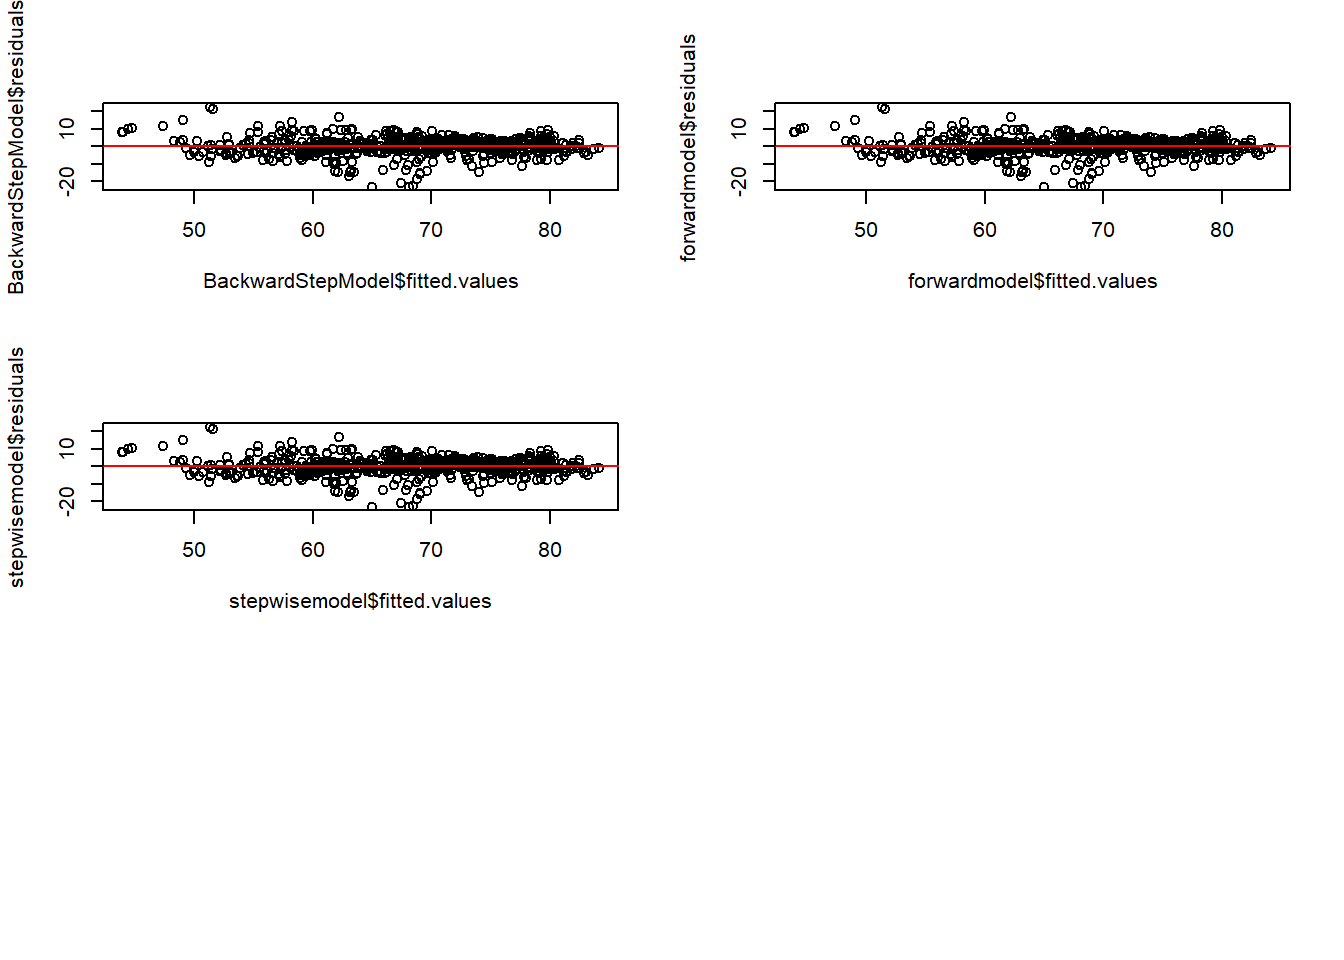 BackwardStepModel$residuals
10
-20
50 60 70 80
BackwardStepModel$fitted.values
forwardmodel$residuals
10
-20
50 60 70 80
forwardmodel$fitted.values
stepwisemodel$residuals
10
-20
50 60 70 80
stepwisemodel$fitted.values